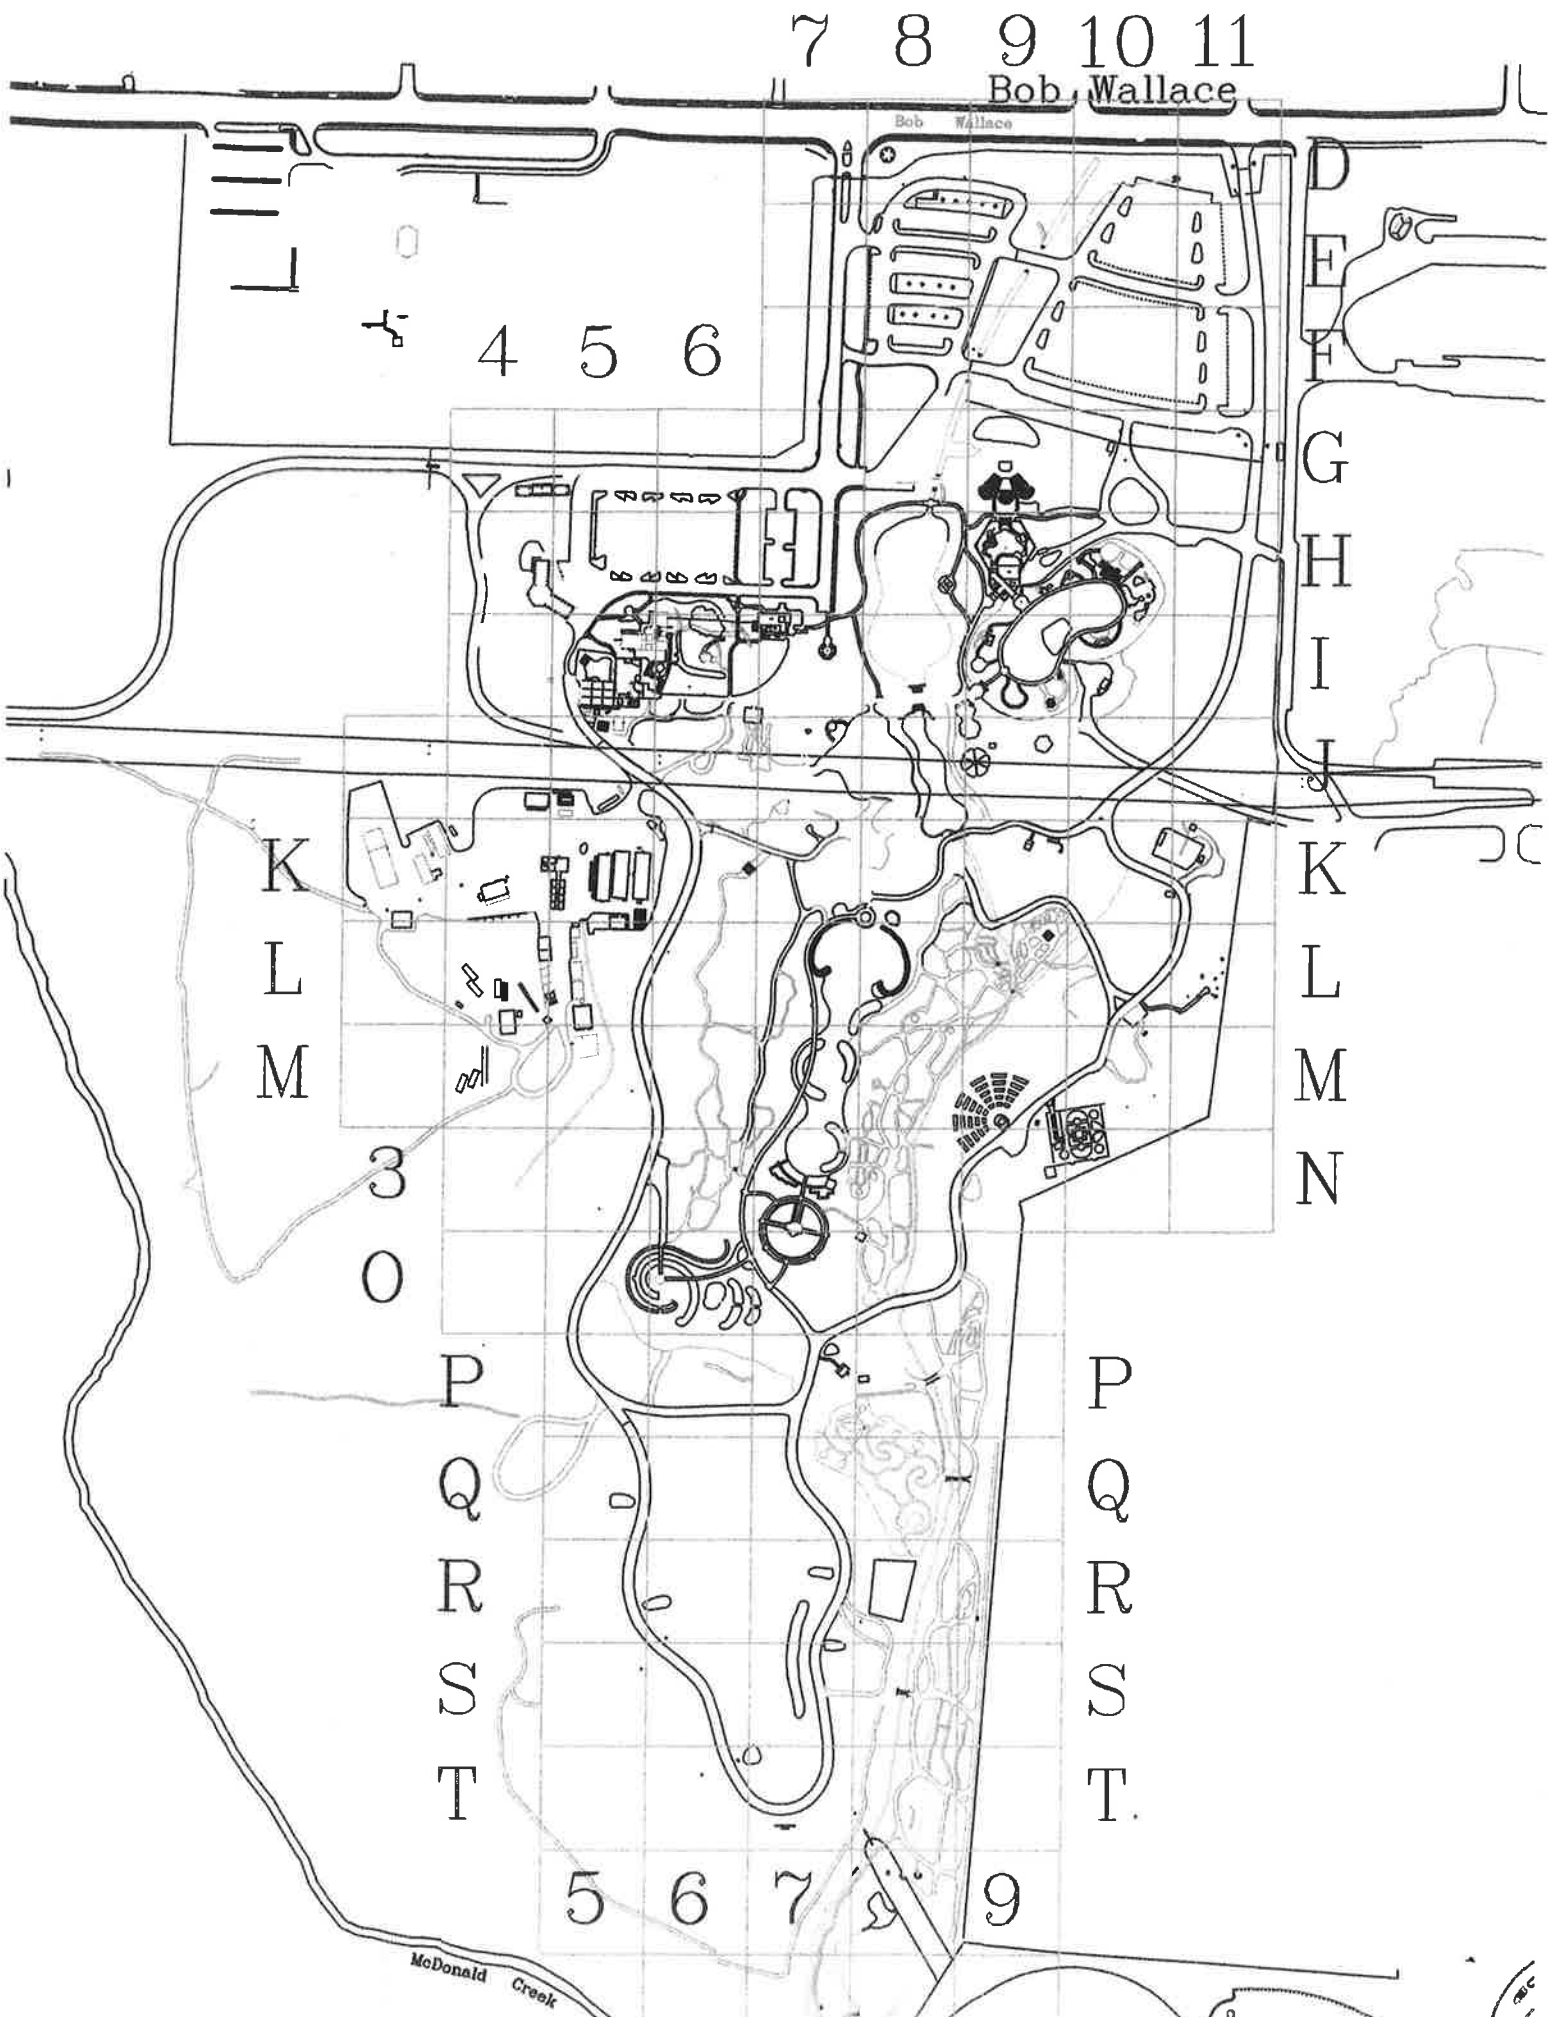 7 8 9 10 11
Bob Wallace
Bob Wallace
D
E
4 5 6
F
G
H
I
J
K K
L L
M M
3 N
O
P P
Q Q
R R
S S
T T.
5 6 7 9
McDonald Creek